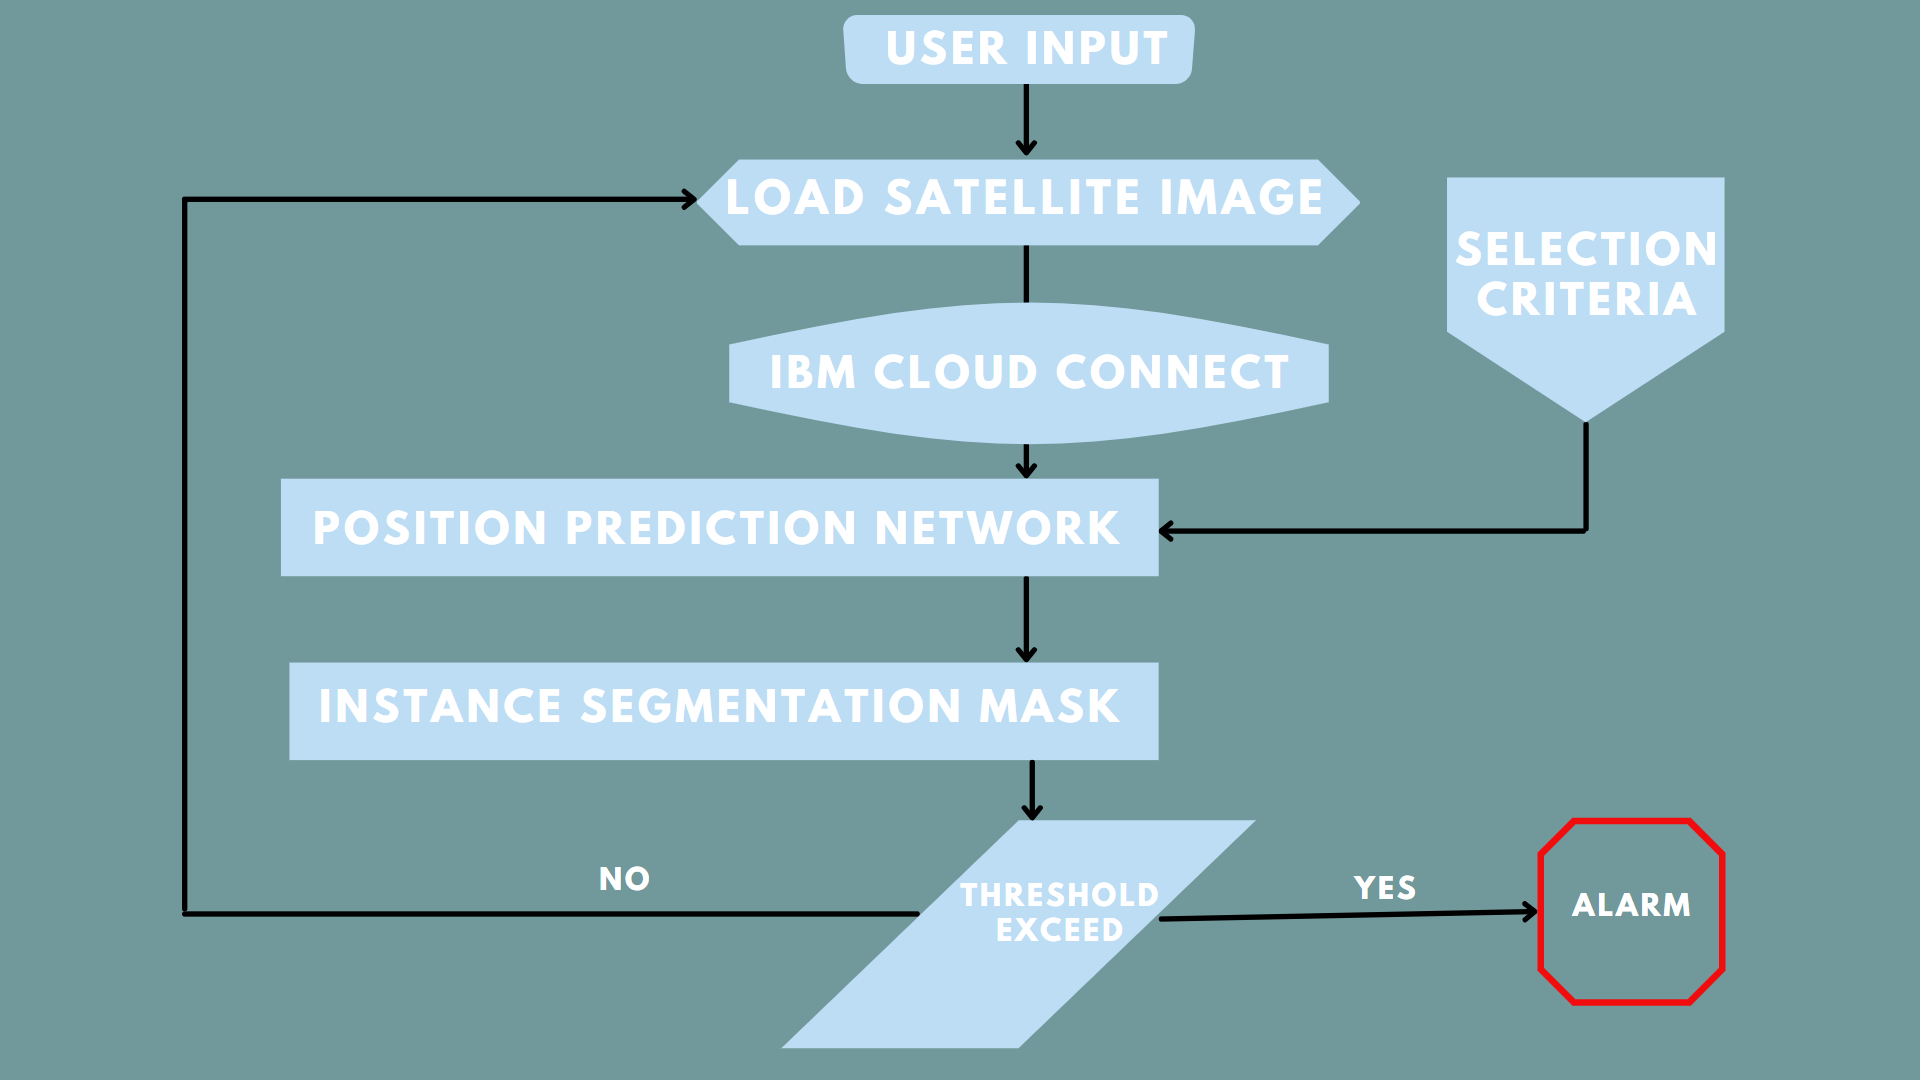 USER INPUT
LOAD SATELLITE IMAGE
SELECTION
CRITERIA
IBM CLOUD CONNECT
POSITION PREDICTION NETWORK
INSTANCE SEGMENTATION MASK
NO
THRESHOLD
EXCEED
YES
ALARM